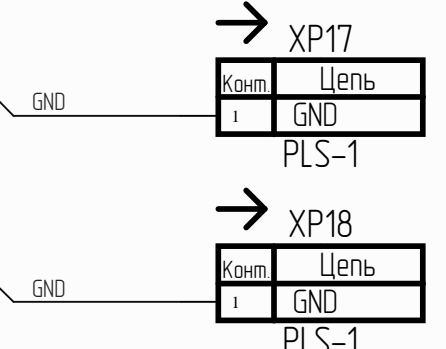 XP17
Конт. Цепь
GND 1 GND
PLS-1
XP18
Конт. Цепь
GND 1 GND
PLS-1